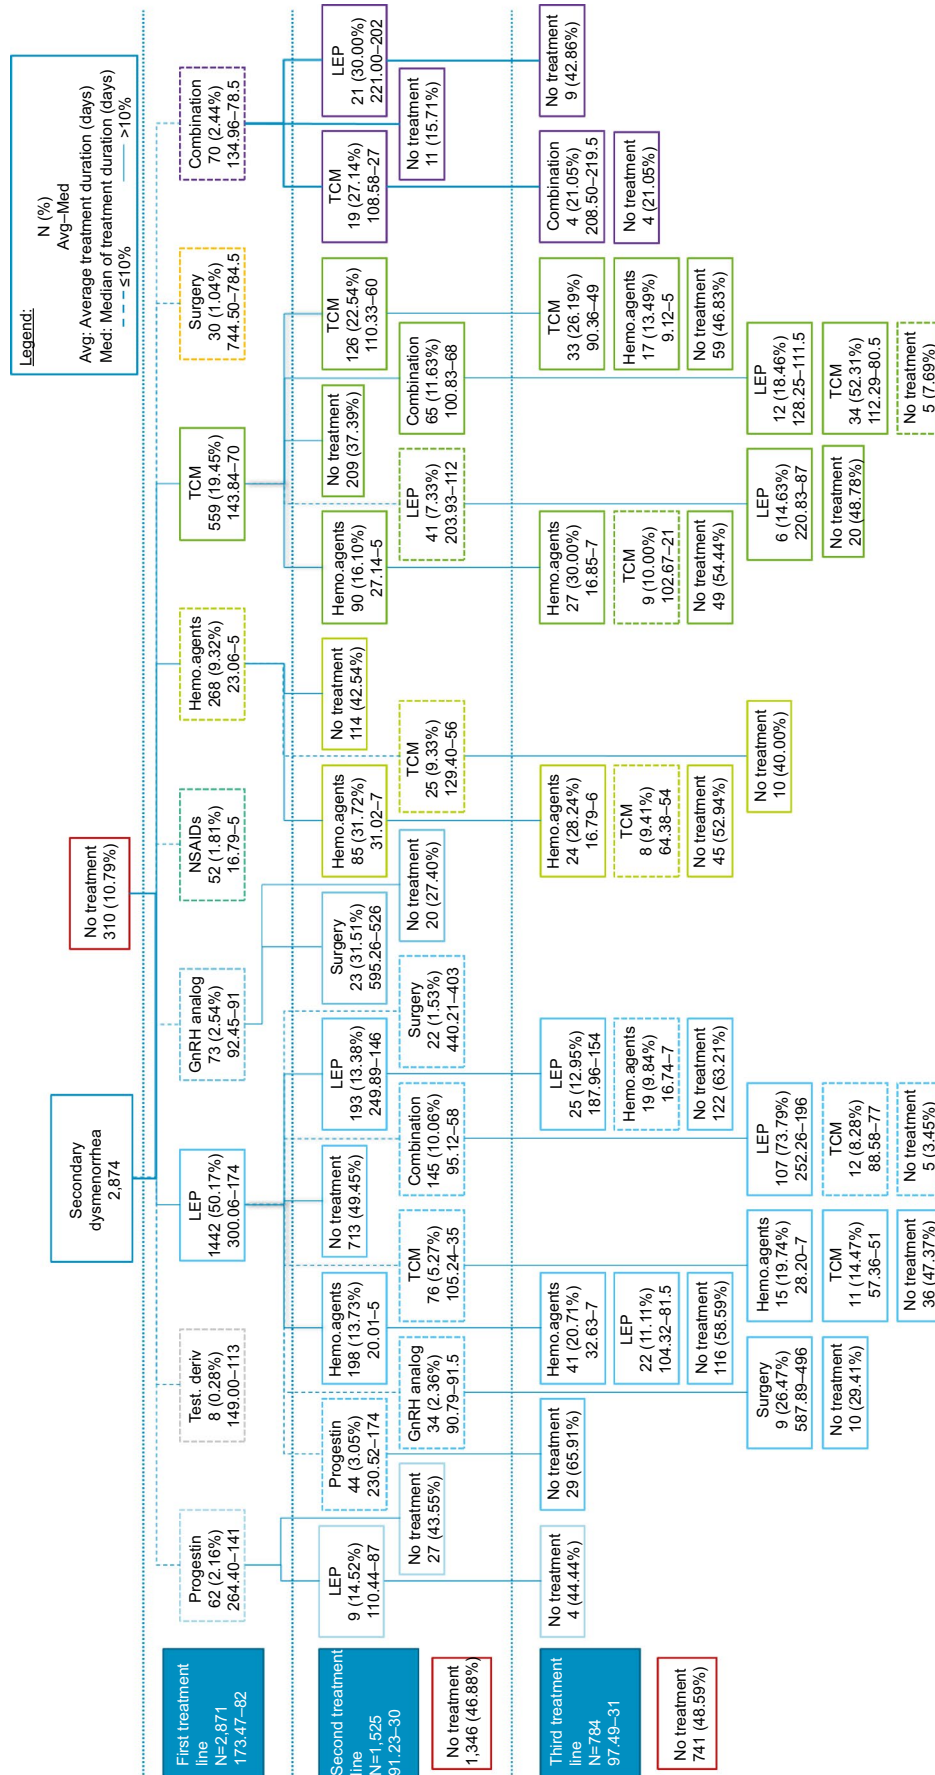 Legend:
N (%)
Avg–Med
Avg: Average treatment duration (days)
Med: Median of treatment duration (days)
≤10%
>10%
Secondary
dysmenorrhea
2,874
No treatment
310 (10.79%)
First treatment
line
N=2,871
173.47–82
Progestin
62 (2.16%)
264.40–141
Test. deriv
8 (0.28%)
149.00–113
LEP
1442 (50.17%)
300.06–174
GnRH analog
73 (2.54%)
92.45–91
NSAIDs
52 (1.81%)
16.79–5
Hemo.agents
268 (9.32%)
23.06–5
TCM
559 (19.45%)
143.84–70
Surgery
30 (1.04%)
744.50–784.5
Combination
70 (2.44%)
134.96–78.5
Second treatment
line
N=1,525
91.23–30
No treatment
1,346 (46.88%)
LEP
9 (14.52%)
110.44–87
No treatment
27 (43.55%)
Progestin
44 (3.05%)
230.52–174
GnRH analog
34 (2.36%)
90.79–91.5
Hemo.agents
198 (13.73%)
20.01–5
TCM
76 (5.27%)
105.24–35
No treatment
713 (49.45%)
Combination
145 (10.06%)
95.12–58
LEP
193 (13.38%)
249.89–146
Surgery
22 (1.53%)
440.21–403
Surgery
23 (31.51%)
595.26–526
No treatment
20 (27.40%)
Hemo.agents
85 (31.72%)
31.02–7
TCM
25 (9.33%)
129.40–56
No treatment
114 (42.54%)
Hemo.agents
90 (16.10%)
27.14–5
LEP
41 (7.33%)
203.93–112
No treatment
209 (37.39%)
Combination
65 (11.63%)
100.83–68
TCM
126 (22.54%)
110.33–60
TCM
19 (27.14%)
108.58–27
No treatment
11 (15.71%)
LEP
21 (30.00%)
221.00–202
Third treatment
line
N=784
97.49–31
No treatment
741 (48.59%)
No treatment
4 (44.44%)
No treatment
29 (65.91%)
Surgery
9 (26.47%)
587.89–496
No treatment
10 (29.41%)
Hemo.agents
41 (20.71%)
32.63–7
LEP
22 (11.11%)
104.32–81.5
No treatment
116 (58.59%)
Hemo.agents
15 (19.74%)
28.20–7
TCM
11 (14.47%)
57.36–51
No treatment
36 (47.37%)
LEP
107 (73.79%)
252.26–196
TCM
12 (8.28%)
88.58–77
No treatment
5 (3.45%)
LEP
25 (12.95%)
187.96–154
Hemo.agents
19 (9.84%)
16.74–7
No treatment
122 (63.21%)
Hemo.agents
24 (28.24%)
16.79–6
TCM
8 (9.41%)
64.38–54
No treatment
45 (52.94%)
No treatment
10 (40.00%)
Hemo.agents
27 (30.00%)
16.85–7
TCM
9 (10.00%)
102.67–21
No treatment
49 (54.44%)
LEP
6 (14.63%)
220.83–87
No treatment
20 (48.78%)
LEP
12 (18.46%)
128.25–111.5
TCM
34 (52.31%)
112.29–80.5
No treatment
5 (7.69%)
TCM
33 (26.19%)
90.36–49
Hemo.agents
17 (13.49%)
9.12–5
No treatment
59 (46.83%)
Combination
4 (21.05%)
208.50–219.5
No treatment
4 (21.05%)
No treatment
9 (42.86%)